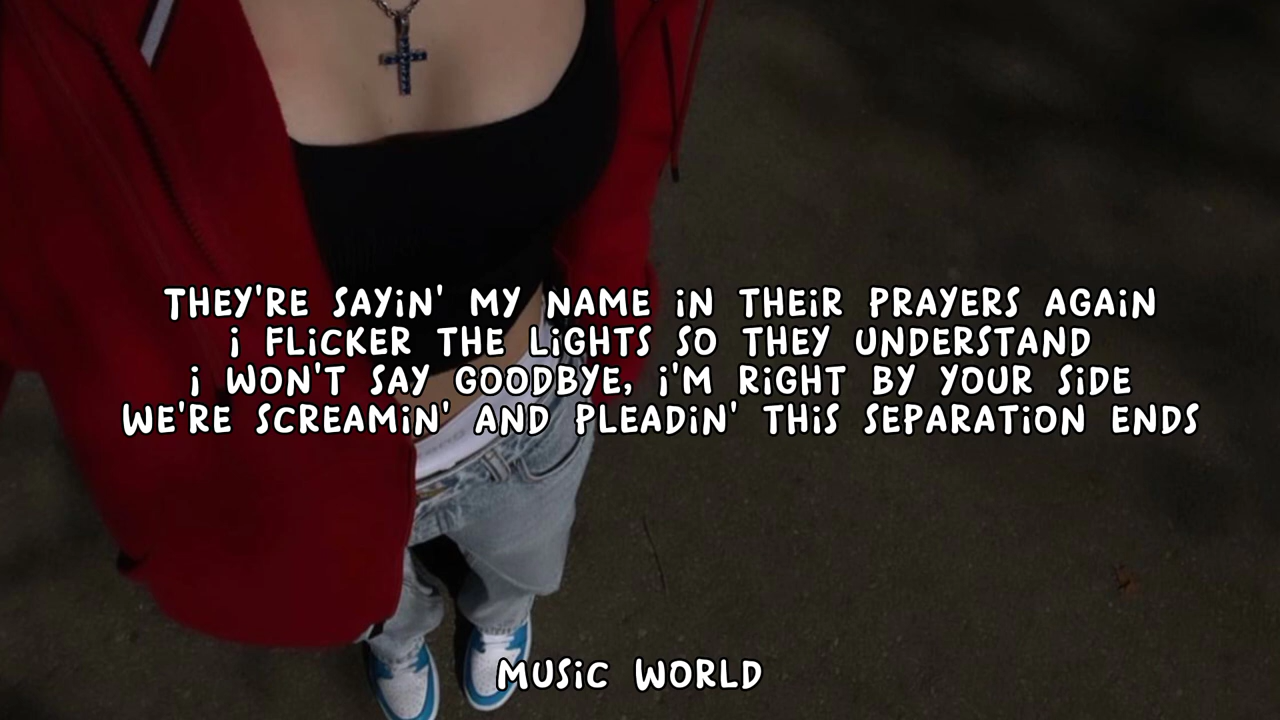 THEY'RE SAYiN' MY NAME iN THEiR PRAYERS AGAiN
i FLiCKER THE LiGHTS SO THEY UNDERSTAND
i WON'T SAY GOODBYE, i'M RiGHT BY YOUR SiDE
WE'RE SCREAMiN' AND PLEADiN' THiS SEPARATiON ENDS
MUSiC WORLD